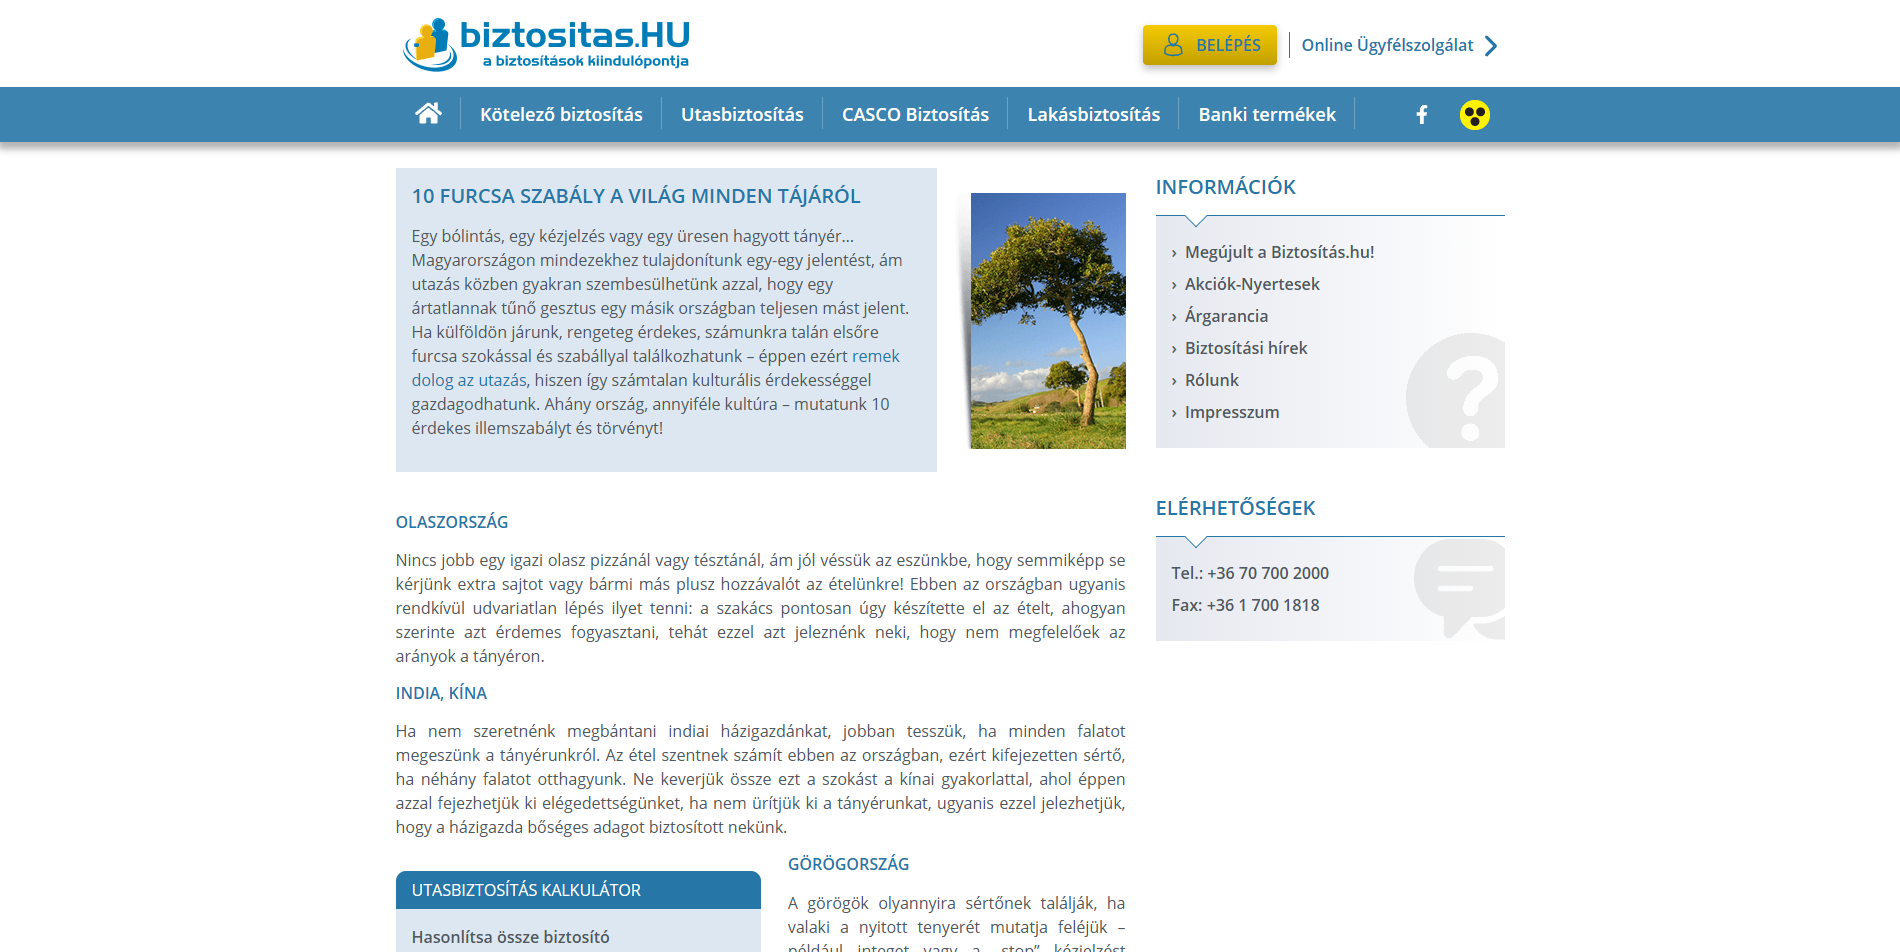 biztositas.HU
a biztosítások kiindulópontja
BELÉPÉS
Online Ügyfélszolgálat
Kötelező biztosítás
Utasbiztosítás
CASCO Biztosítás
Lakásbiztosítás
Banki termékek
10 FURCSA SZABÁLY A VILÁG MINDEN TÁJÁRÓL
Egy bólintás, egy kézjelzés vagy egy üresen hagyott tányér...
Magyarországon mindezekhez tulajdonítunk egy-egy jelentést, ám
utazás közben gyakran szembesülhetünk azzal, hogy egy
ártatlannak tűnő gesztus egy másik országban teljesen mást jelent.
Ha külföldön járunk, rengeteg érdekes, számunkra talán elsőre
furcsa szokással és szabállyal találkozhatunk – éppen ezért remek
dolog az utazás, hiszen így számtalan kulturális érdekességgel
gazdagodhatunk. Ahány ország, annyiféle kultúra – mutatunk 10
érdekes illemszabályt és törvényt!
OLASZORSZÁG
Nincs jobb egy igazi olasz pizzánál vagy tésztánál, ám jól véssük az eszünkbe, hogy semmiképp se
kérjünk extra sajtot vagy bármi más plusz hozzávalót az ételünkre! Ebben az országban ugyanis
rendkívül udvariatlan lépés ilyet tenni: a szakács pontosan úgy készítette el az ételt, ahogyan
szerinte azt érdemes fogyasztani, tehát ezzel azt jeleznénk neki, hogy nem megfelelőek az
arányok a tányéron.
INDIA, KÍNA
Ha nem szeretnénk megbántani indiai házigazdánkat, jobban tesszük, ha minden falatot
megeszünk a tányérunkról. Az étel szentnek számít ebben az országban, ezért kifejezetten sértő,
ha néhány falatot otthagyunk. Ne keverjük össze ezt a szokást a kínai gyakorlattal, ahol éppen
azzal fejezhetjük ki elégedettségünket, ha nem ürítjük ki a tányérunkat, ugyanis ezzel jelezhetjük,
hogy a házigazda bőséges adagot biztosított nekünk.
UTASBIZTOSÍTÁS KALKULÁTOR
Hasonlítsa össze biztosító
GÖRÖGORSZÁG
A görögök olyannyira sértőnek találják, ha
valaki a nyitott tenyerét mutatja feléjük –
például integet vagy a „stop” kézjelzést
INFORMÁCIÓK
› Megújult a Biztosítás.hu!
› Akciók-Nyertesek
› Árgarancia
› Biztosítási hírek
› Rólunk
› Impresszum
ELÉRHETŐSÉGEK
Tel.: +36 70 700 2000
Fax: +36 1 700 1818